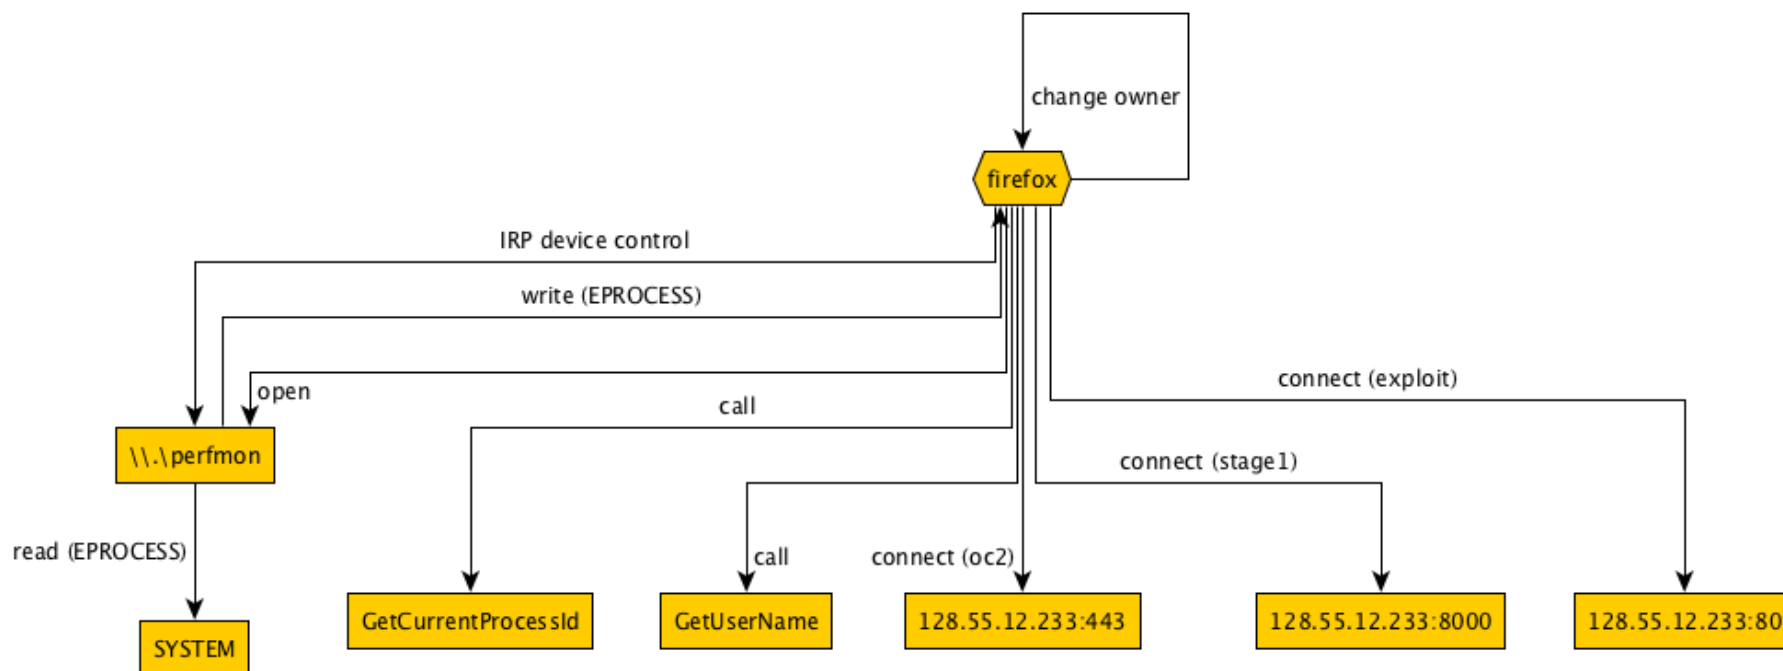 change owner
firefox
IRP device control
write (EPROCESS)
open
connect (exploit)
call
\\.\perfmon
connect (stage1)
read (EPROCESS)
call
connect (oc2)
GetCurrentProcessId
GetUserName
128.55.12.233:443
128.55.12.233:8000
128.55.12.233:80
SYSTEM